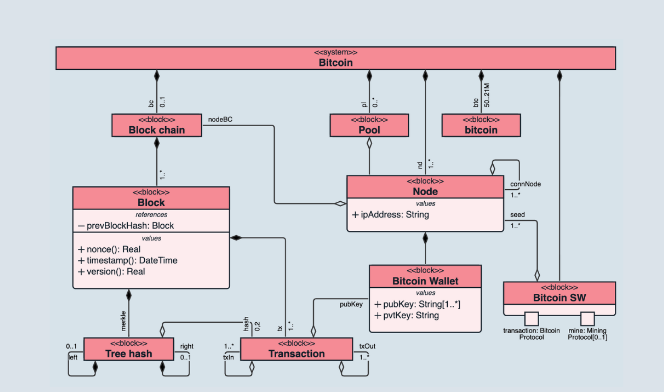 <<system>>
Bitcoin
bc
0..1
pl
0..*
nd
1..*
btc
50..21M
<<block>>
Block chain
nodeBC
<<block>>
Pool
<<block>>
bitcoin
1..*
<<block>>
Block
references
— prevBlockHash: Block
values
+ nonce(): Real
+ timestamp(): DateTime
+ version(): Real
<<block>>
Node
values
+ ipAddress: String
connNode
1..*
seed
1..*
<<block>>
Bitcoin Wallet
values
+ pubKey: String[1..*]
+ pvtKey: String
<<block>>
Bitcoin SW
transaction: Bitcoin
Protocol
mine: Mining
Protocol[0..1]
merkle
hash
0,2
tx
1..*
pubKey
0..1
left
<<block>>
Tree hash
right
0..1
1..*
txIn
<<block>>
Transaction
txOut
1..*